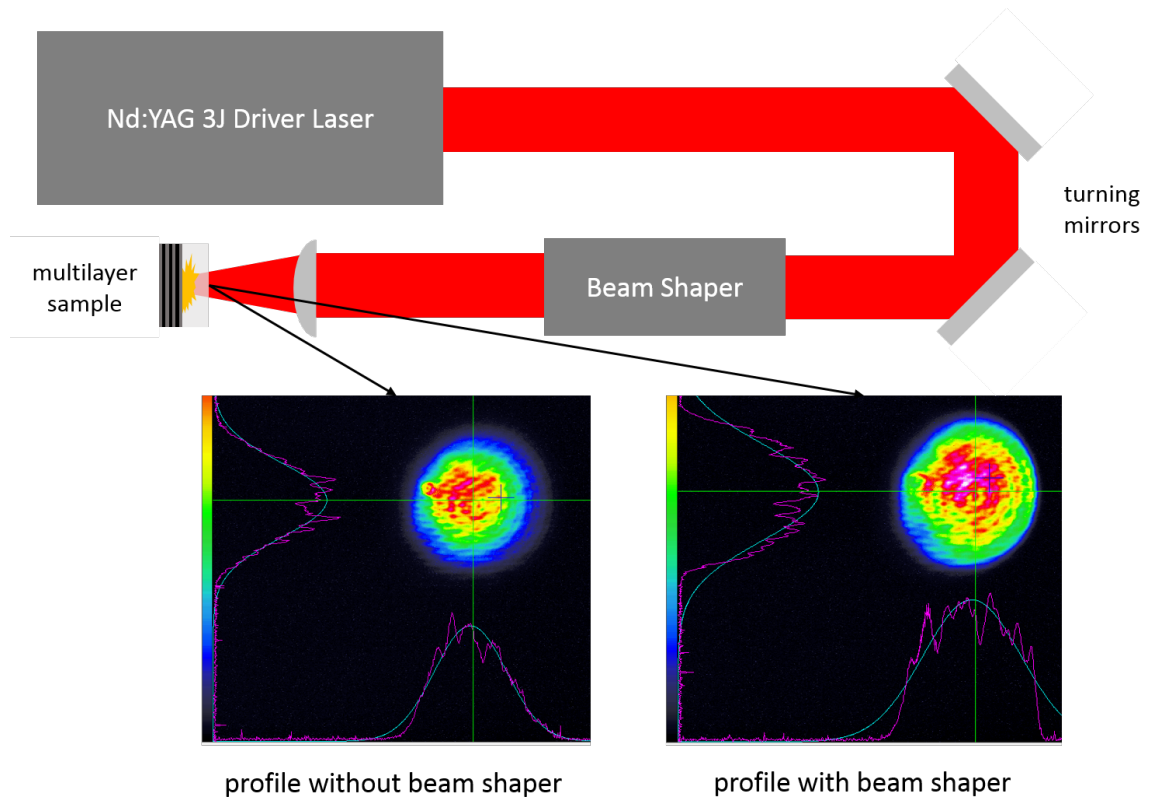 Nd:YAG 3J Driver Laser
turning
mirrors
multilayer
sample
Beam Shaper
profile without beam shaper
profile with beam shaper